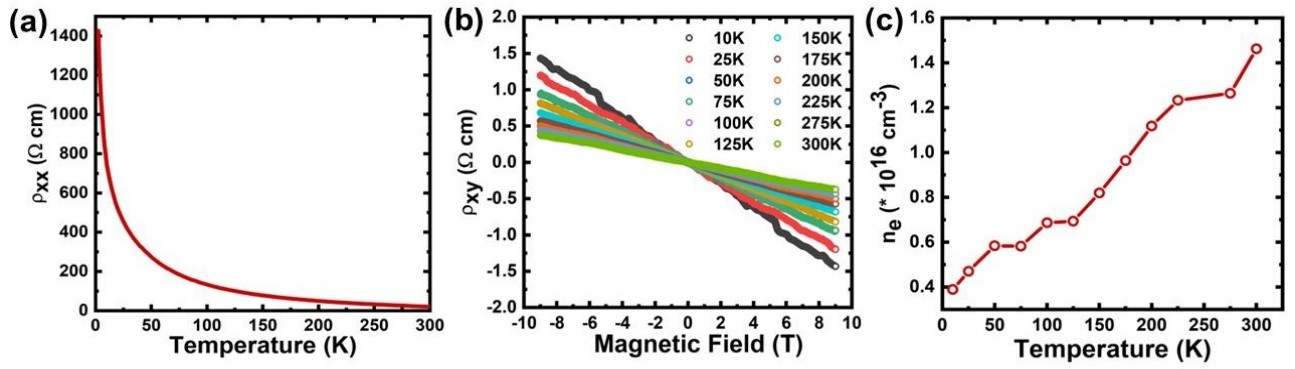 (a)
1400
1200
1000
800
600
400
200
0
ρxx (Ω cm)
0 50 100 150 200 250 300
Temperature (K)
(b)
2.0
1.5
1.0
0.5
0.0
-0.5
-1.0
-1.5
-2.0
ρxy (Ω cm)
10K 150K
25K 175K
50K 200K
75K 225K
100K 275K
125K 300K
-10 -8 -6 -4 -2 0 2 4 6 8 10
Magnetic Field (T)
(c)
1.6
1.4
1.2
1.0
0.8
0.6
0.4
ne (* 10^16 cm^-3)
0 50 100 150 200 250 300
Temperature (K)